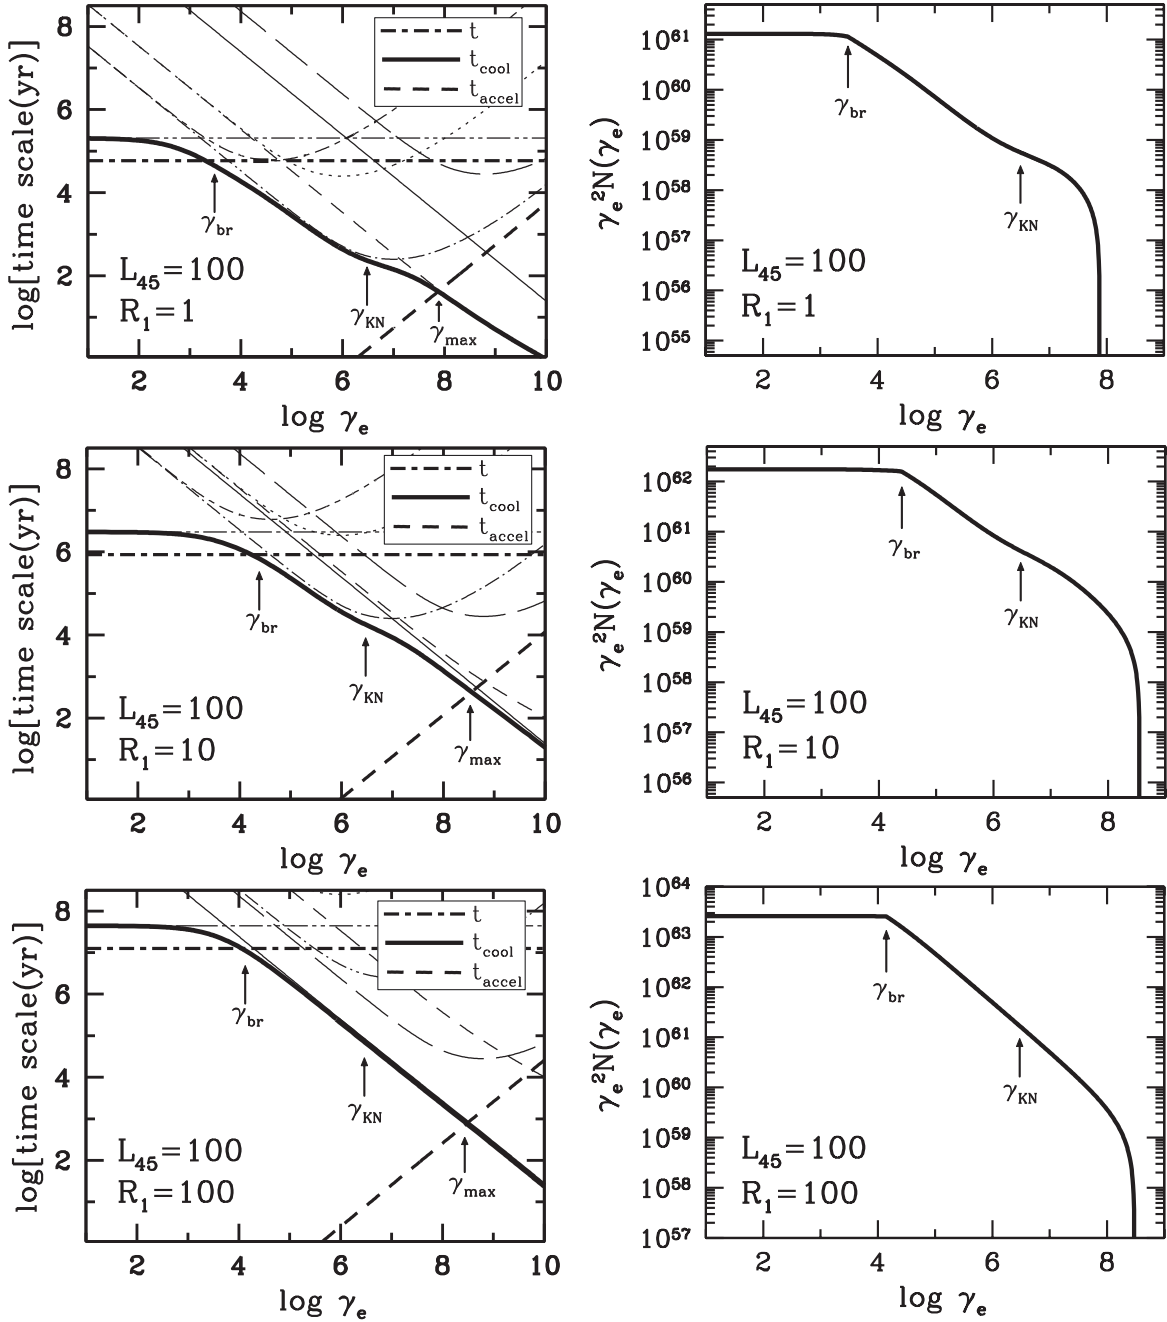 log[time scale(yr)]
8
6
4
2
t
t_cool
t_accel
γ_br
γ_KN
γ_max
L_45=100
R_1=1
2 4 6 8 10
log γ_e
γ_e^2N(γ_e)
10^61
10^60
10^59
10^58
10^57
10^56
10^55
γ_br
γ_KN
L_45=100
R_1=1
2 4 6 8
log γ_e
log[time scale(yr)]
8
6
4
2
t
t_cool
t_accel
γ_br
γ_KN
γ_max
L_45=100
R_1=10
2 4 6 8 10
log γ_e
γ_e^2N(γ_e)
10^62
10^61
10^60
10^59
10^58
10^57
10^56
γ_br
γ_KN
L_45=100
R_1=10
2 4 6 8
log γ_e
log[time scale(yr)]
8
6
4
2
t
t_cool
t_accel
γ_br
γ_KN
γ_max
L_45=100
R_1=100
2 4 6 8 10
log γ_e
γ_e^2N(γ_e)
10^64
10^63
10^62
10^61
10^60
10^59
10^58
10^57
γ_br
γ_KN
L_45=100
R_1=100
2 4 6 8
log γ_e